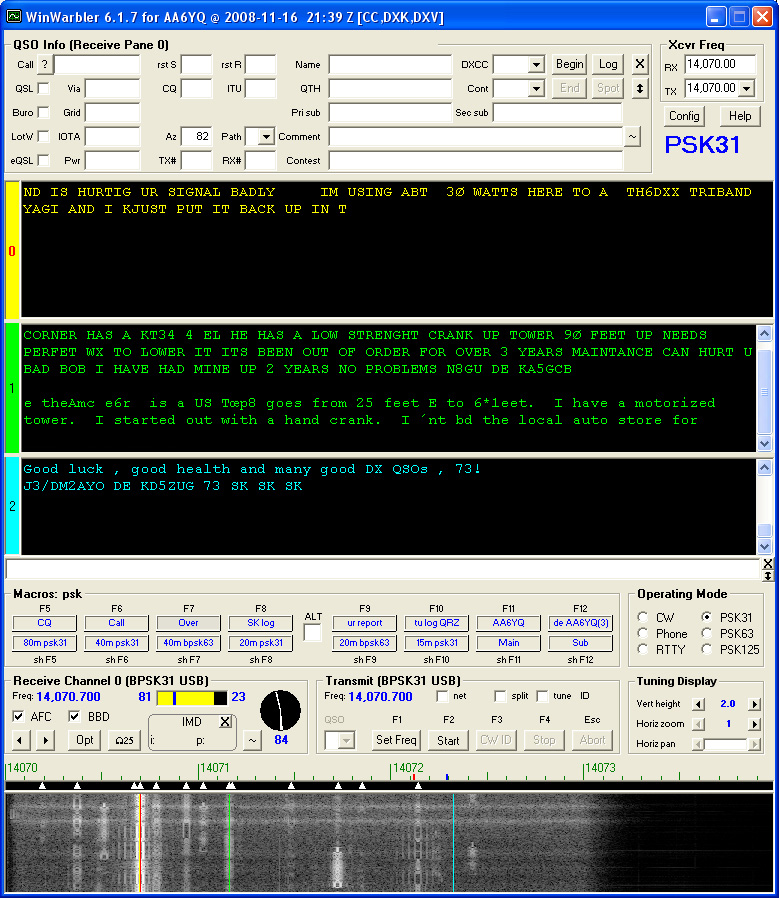 WinWarbler 6.1.7 for AA6YQ @ 2008-11-16 21:39 Z [CC,DXK,DXV]
QSO Info (Receive Pane 0)
Call ? rst S rst R Name DXCC Begin Log X
QSL Via CQ ITU QTH Cont End Spot
Buro Grid Pri sub Sec sub
LotW IOTA Az 82 Path Comment ~
eQSL Pwr TX# RX# Contest
Xcvr Freq
RX 14,070.00
TX 14,070.00
Config Help
PSK31
0
ND IS HURTIG UR SIGNAL BADLY IM USING ABT 3Ø WATTS HERE TO A TH6DXX TRIBAND
YAGI AND I KJUST PUT IT BACK UP IN T
1
CORNER HAS A KT34 4 EL HE HAS A LOW STRENGHT CRANK UP TOWER 9Ø FEET UP NEEDS
PERFET WX TO LOWER IT ITS BEEN OUT OF ORDER FOR OVER 3 YEARS MAINTANCE CAN HURT U
BAD BOB I HAVE HAD MINE UP 2 YEARS NO PROBLEMS N8GU DE KA5GCB
e theAmc e6r is a US Tœp8 goes from 25 feet E to 6*1eet. I have a motorized
tower. I started out with a hand crank. I ´nt bd the local auto store for
2
Good luck , good health and many good DX QSOs , 73!
J3/DM2AYO DE KD5ZUG 73 SK SK SK
X
Macros: psk
F5 F6 F7 F8 ALT F9 F10 F11 F12
CQ Call Over SK log ur report tu log QRZ AA6YQ de AA6YQ(3)
80m psk31 40m psk31 40m bpsk63 20m psk31 20m bpsk63 15m psk31 Main Sub
sh F5 sh F6 sh F7 sh F8 sh F9 sh F10 sh F11 sh F12
Operating Mode
CW PSK31
Phone PSK63
RTTY PSK125
Receive Channel 0 (BPSK31 USB)
Freq: 14,070.700 81 23
AFC BBD IMD X
Opt Ω25 i: p: ~ 84
Transmit (BPSK31 USB)
Freq: 14,070.700 net split tune ID
QSO F1 F2 F3 F4 Esc
Set Freq Start CW ID Stop Abort
Tuning Display
Vert height 2.0
Horiz zoom 1
Horiz pan
14070 14071 14072 14073